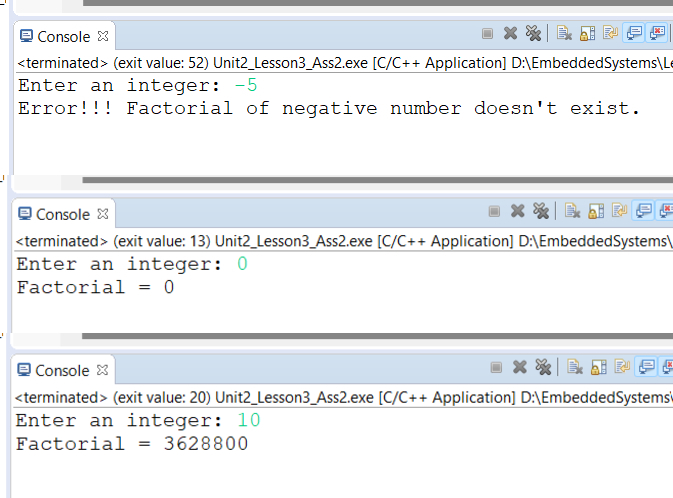 Console
<terminated> (exit value: 52) Unit2_Lesson3_Ass2.exe [C/C++ Application] D:\EmbeddedSystems\Le
Enter an integer: -5
Error!!! Factorial of negative number doesn't exist.
Console
<terminated> (exit value: 13) Unit2_Lesson3_Ass2.exe [C/C++ Application] D:\EmbeddedSystems\
Enter an integer: 0
Factorial = 0
Console
<terminated> (exit value: 20) Unit2_Lesson3_Ass2.exe [C/C++ Application] D:\EmbeddedSystems\
Enter an integer: 10
Factorial = 3628800